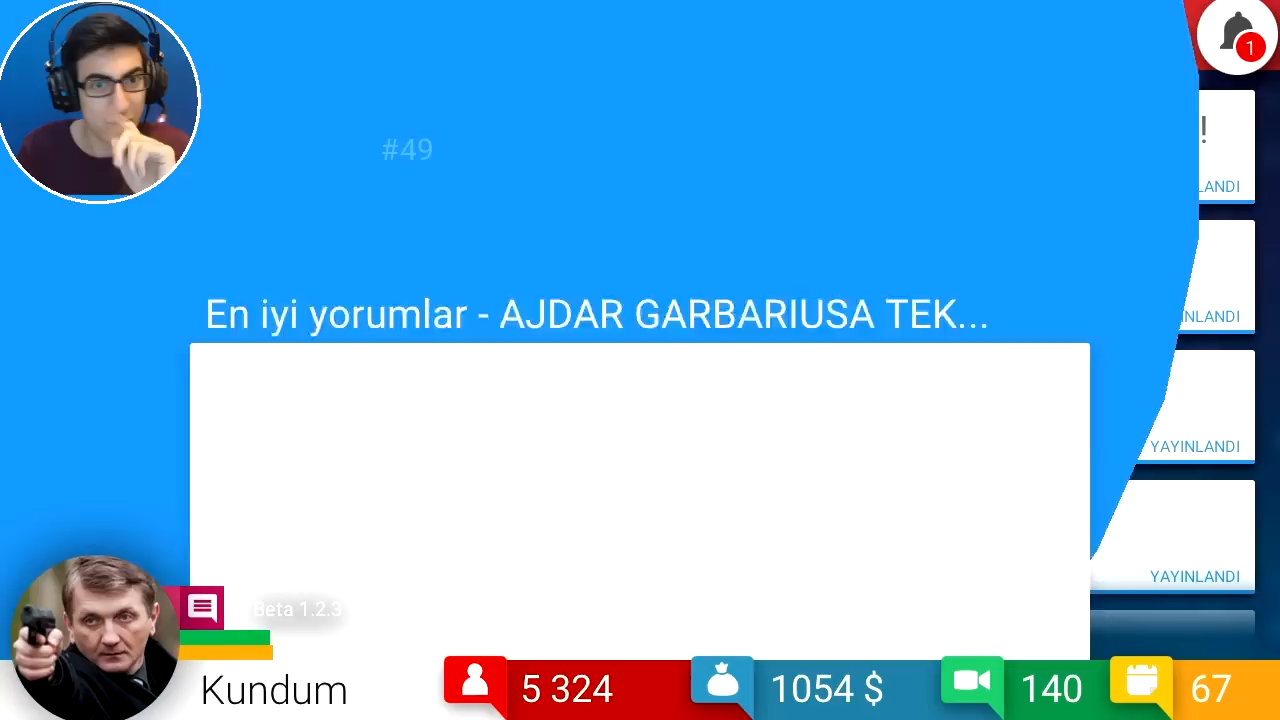 1
#49
!
LANDI
En iyi yorumlar - AJDAR GARBARIUSA TEK...
INLANDI
YAYINLANDI
YAYINLANDI
Beta 1.2.3
Kundum
5 324
1054 $
140
67